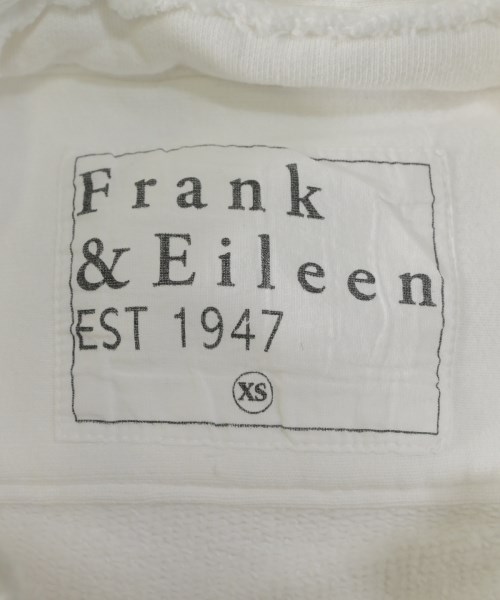 Frank
& Eileen
EST 1947
XS